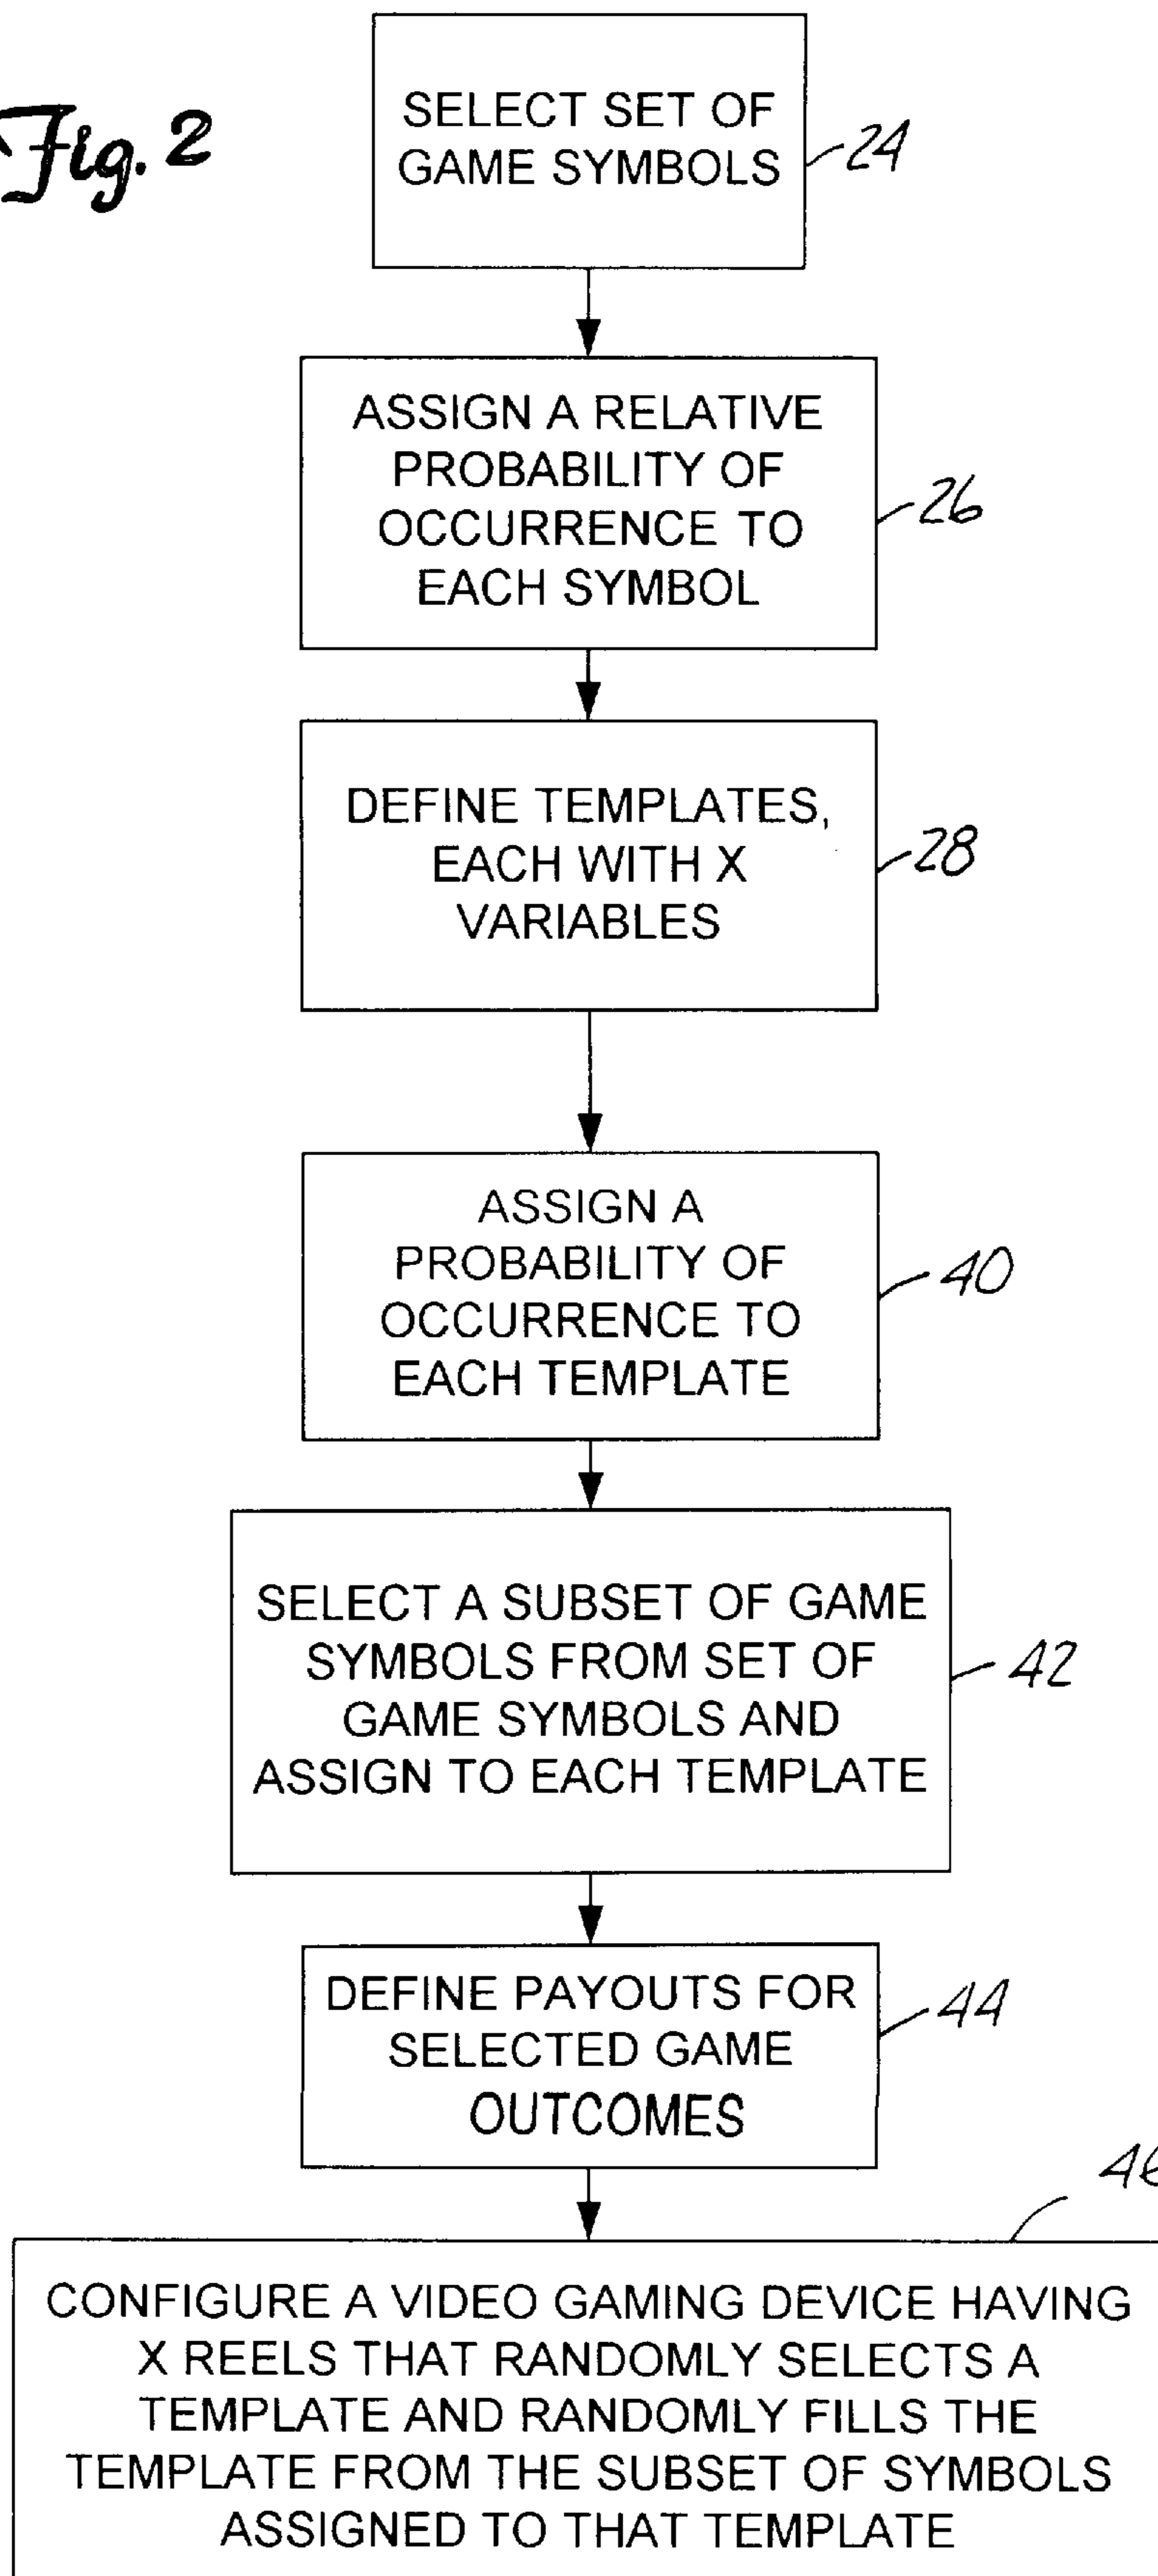 Fig. 2
SELECT SET OF
GAME SYMBOLS
24
ASSIGN A RELATIVE
PROBABILITY OF
OCCURRENCE TO
EACH SYMBOL
26
DEFINE TEMPLATES,
EACH WITH X
VARIABLES
28
ASSIGN A
PROBABILITY OF
OCCURRENCE TO
EACH TEMPLATE
40
SELECT A SUBSET OF GAME
SYMBOLS FROM SET OF
GAME SYMBOLS AND
ASSIGN TO EACH TEMPLATE
42
DEFINE PAYOUTS FOR
SELECTED GAME
OUTCOMES
44
46
CONFIGURE A VIDEO GAMING DEVICE HAVING
X REELS THAT RANDOMLY SELECTS A
TEMPLATE AND RANDOMLY FILLS THE
TEMPLATE FROM THE SUBSET OF SYMBOLS
ASSIGNED TO THAT TEMPLATE